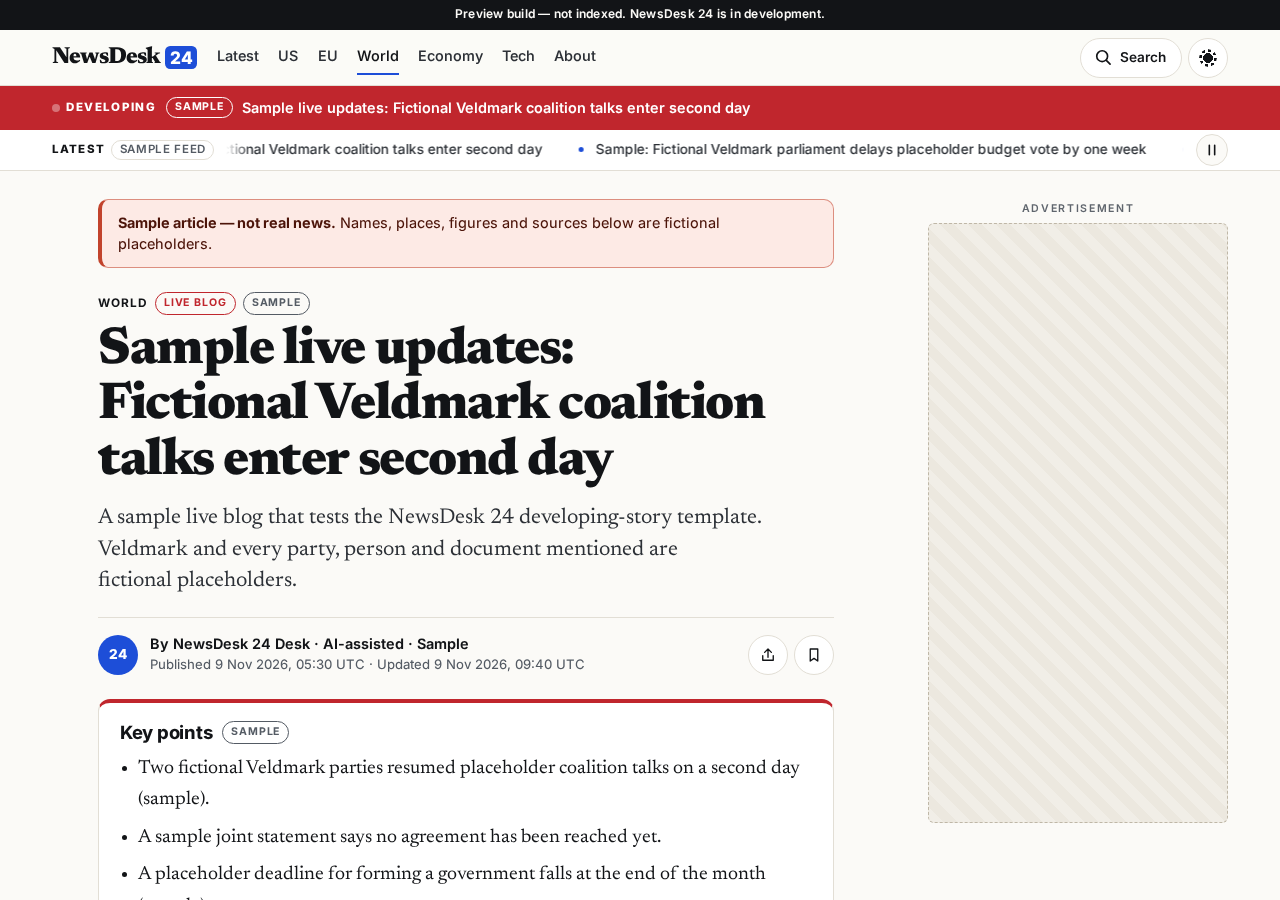 Preview build — not indexed. NewsDesk 24 is in development.
NewsDesk 24 Latest US EU World Economy Tech About Search
DEVELOPING SAMPLE Sample live updates: Fictional Veldmark coalition talks enter second day
LATEST SAMPLE FEED Veldmark coalition talks enter second day • Sample: Fictional Veldmark parliament delays placeholder budget vote by one week
ADVERTISEMENT
Sample article — not real news. Names, places, figures and sources below are fictional
placeholders.
WORLD LIVE BLOG SAMPLE
Sample live updates:
Fictional Veldmark coalition
talks enter second day
A sample live blog that tests the NewsDesk 24 developing-story template.
Veldmark and every party, person and document mentioned are
fictional placeholders.
24 By NewsDesk 24 Desk · AI-assisted · Sample
Published 9 Nov 2026, 05:30 UTC · Updated 9 Nov 2026, 09:40 UTC
Key points SAMPLE
• Two fictional Veldmark parties resumed placeholder coalition talks on a second day
(sample).
• A sample joint statement says no agreement has been reached yet.
• A placeholder deadline for forming a government falls at the end of the month